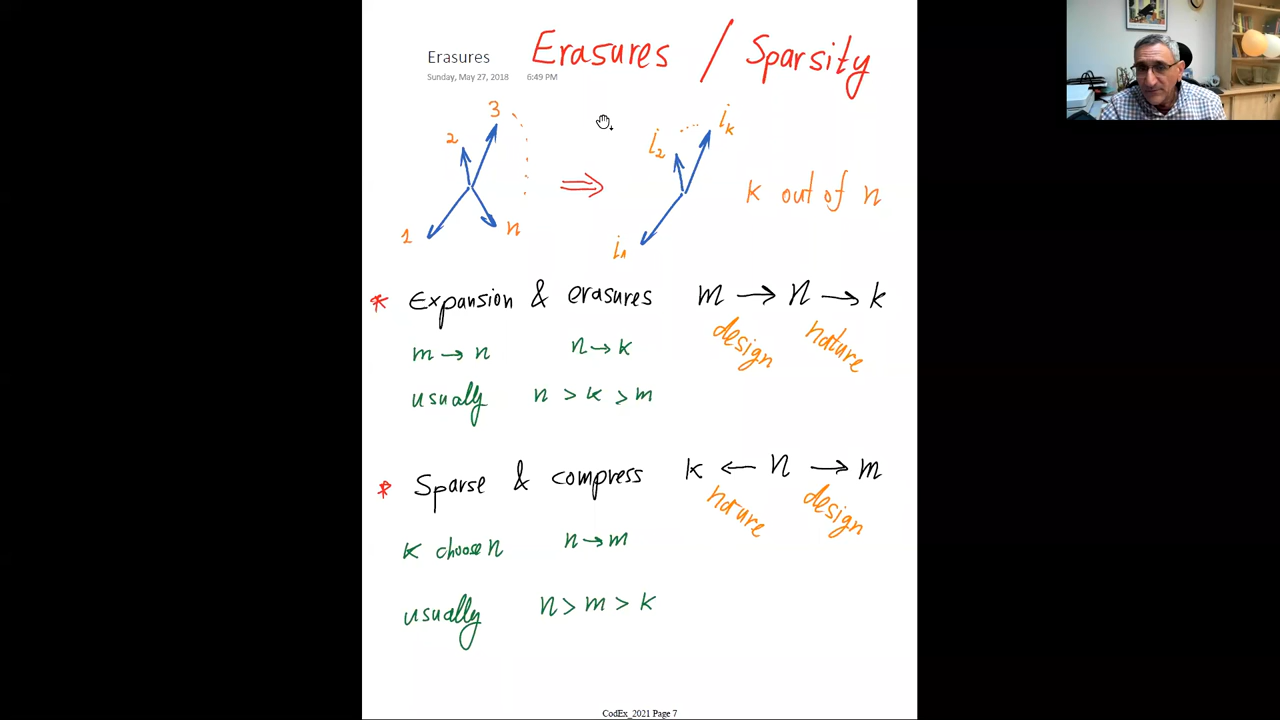 Erasures
Erasures / Sparsity
Sunday, May 27, 2018 6:49 PM
3
2
1
n
i₁
i₂
....
iₖ
k out of n
* Expansion & erasures m → n → k
design nature
m → n n → k
usually n > k > m
* Sparse & compress k ← n → m
nature design
k choose n n → m
usually n > m > k
CodEx_2021 Page 7